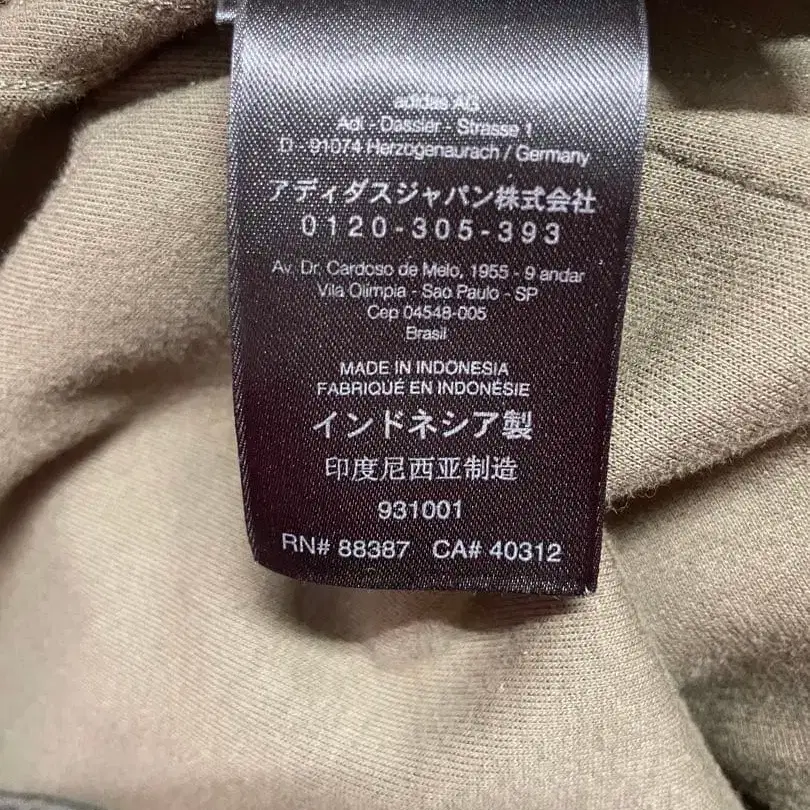 adidas AG
Adi - Dassler - Strasse 1
D - 91074 Herzogenaurach / Germany
アディダスジャパン株式会社
0120-305-393
Av. Dr. Cardoso de Melo, 1955 - 9 andar
Vila Olimpia - Sao Paulo - SP
Cep 04548-005
Brasil
MADE IN INDONESIA
FABRIQUÉ EN INDONÉSIE
インドネシア製
印度尼西亚制造
931001
RN# 88387 CA# 40312